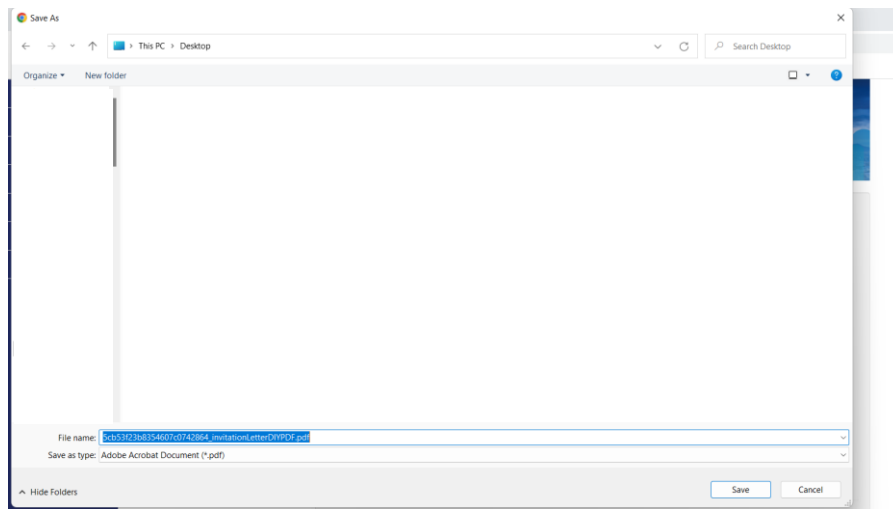 Save As
This PC > Desktop
Search Desktop
Organize
New folder
File name: 5cb53f23b8354607c0742864_invitationLetterDIYPDF.pdf
Save as type: Adobe Acrobat Document (*.pdf)
Hide Folders
Save
Cancel